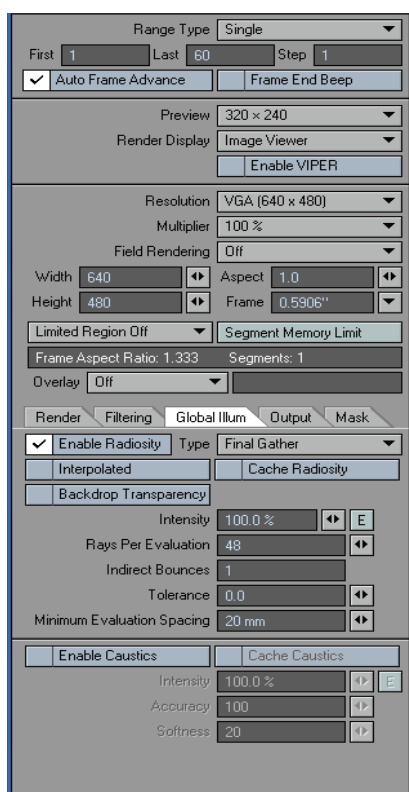 Range Type Single
First 1 Last 60 Step 1
Auto Frame Advance Frame End Beep
Preview 320 × 240
Render Display Image Viewer
Enable VIPER
Resolution VGA (640 x 480)
Multiplier 100 %
Field Rendering Off
Width 640 Aspect 1.0
Height 480 Frame 0.5906"
Limited Region Off Segment Memory Limit
Frame Aspect Ratio: 1.333 Segments: 1
Overlay Off
Render Filtering Global Illum Output Mask
Enable Radiosity Type Final Gather
Interpolated Cache Radiosity
Backdrop Transparency
Intensity 100.0 % E
Rays Per Evaluation 48
Indirect Bounces 1
Tolerance 0.0
Minimum Evaluation Spacing 20 mm
Enable Caustics Cache Caustics
Intensity 100.0 % E
Accuracy 100
Softness 20